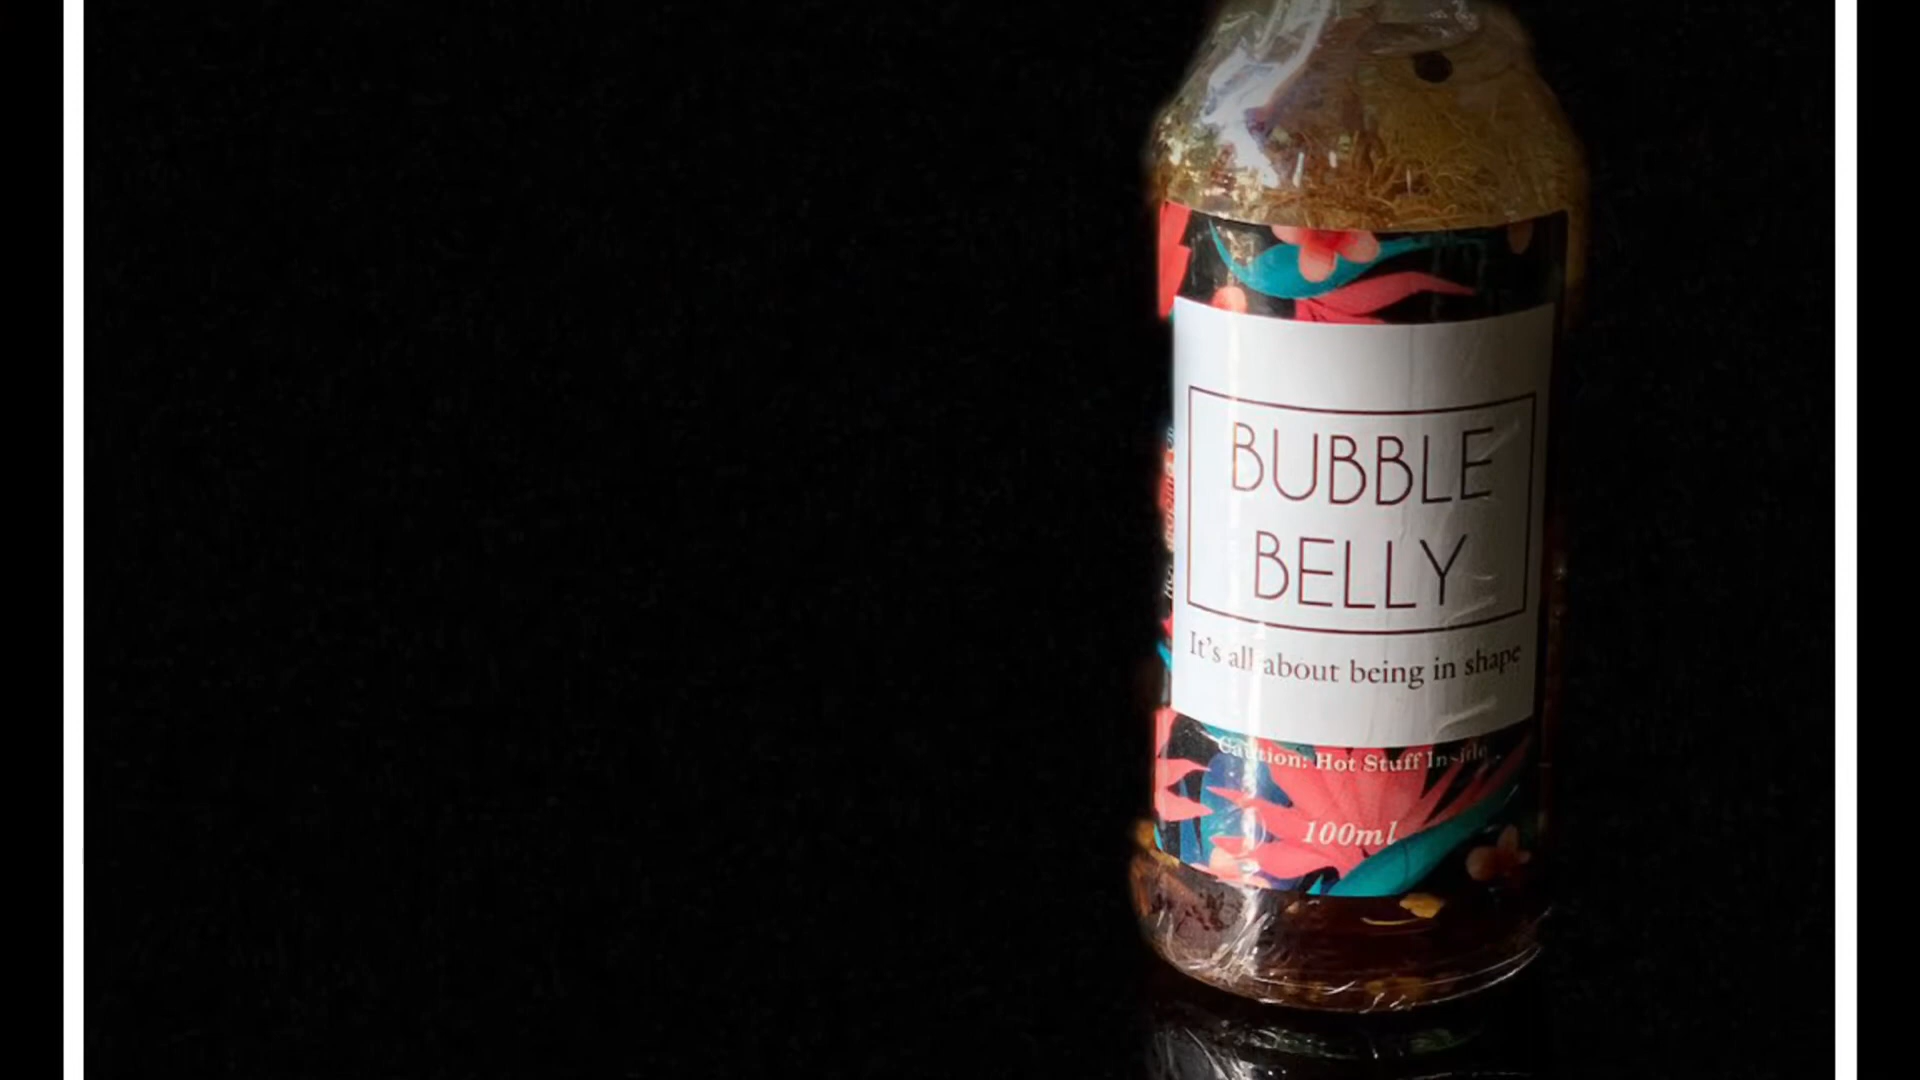 BUBBLE
BELLY
It's all about being in shape
Caution: Hot Stuff Inside
100ml